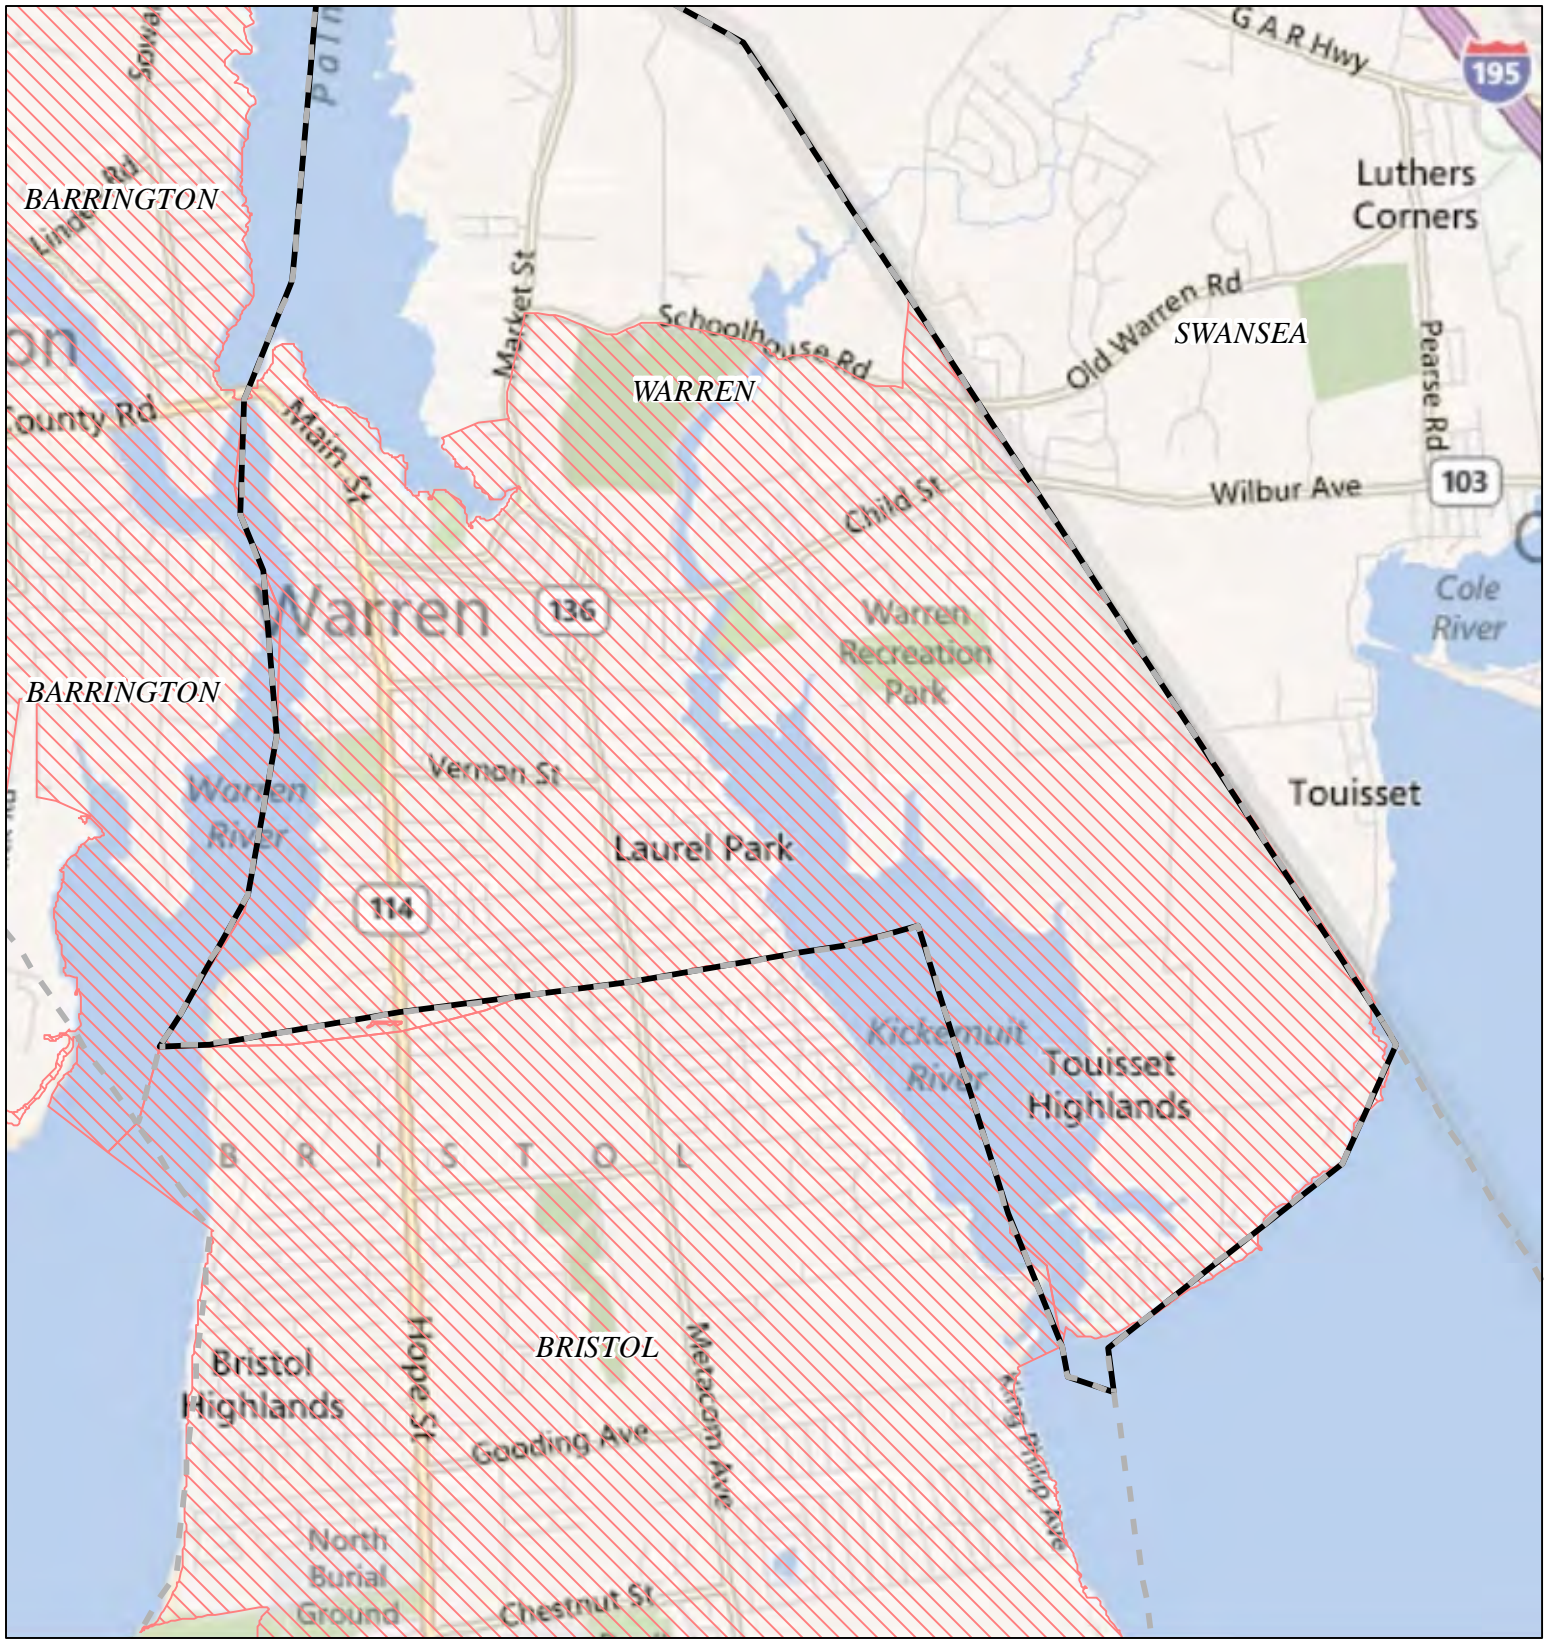 G A R Hwy
195
Linden Rd
BARRINGTON
Luthers
Corners
Market St
Schoolhouse Rd
Old Warren Rd
SWANSEA
Pearse Rd
WARREN
County Rd
Main St
Child St
Wilbur Ave
103
Warren
136
Warren
Recreation
Park
Cole
River
BARRINGTON
Vernon St
Warren
River
Touisset
Laurel Park
114
Kickemuit
River
Touisset
Highlands
BRISTOL
BRISTOL
Bristol
Highlands
Hope St
Metacom Ave
King Philip Ave
Gooding Ave
North
Burial
Ground
Chestnut St